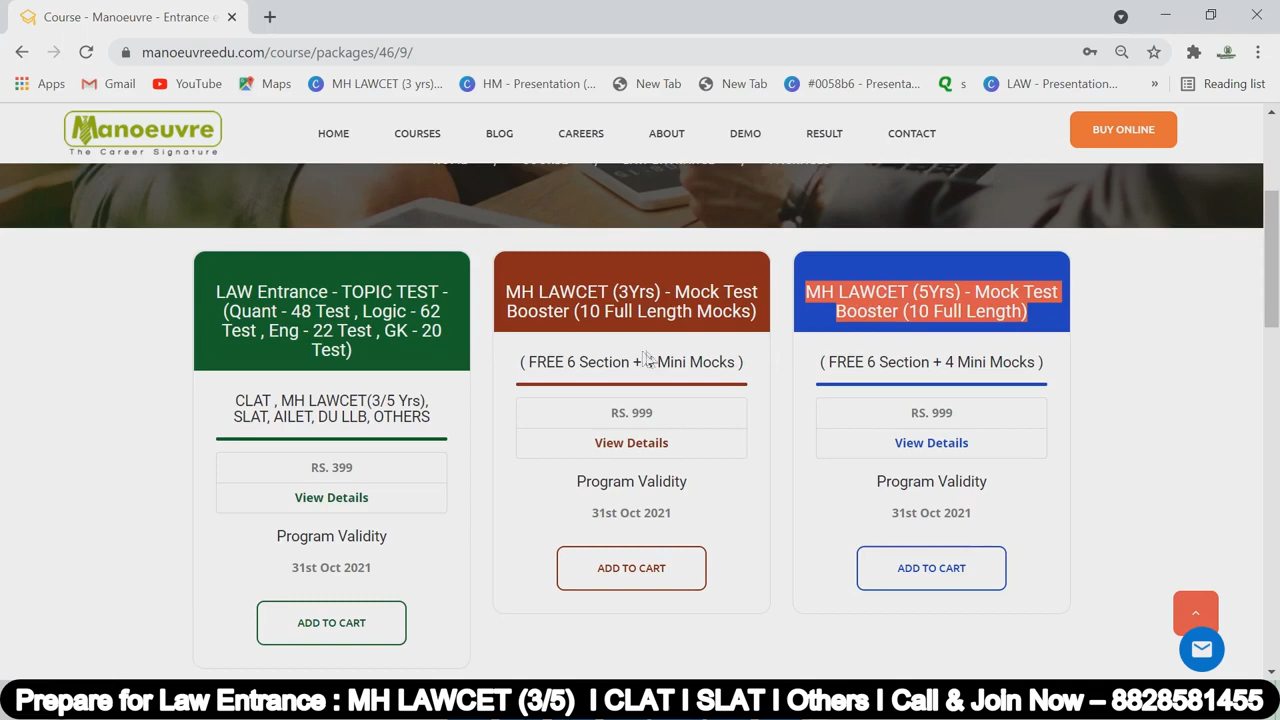 Course - Manoeuvre - Entrance e
manoeuvreedu.com/course/packages/46/9/
Apps
Gmail
YouTube
Maps
MH LAWCET (3 yrs)...
HM - Presentation (...
New Tab
New Tab
#0058b6 - Presenta...
s
LAW - Presentation...
»
Reading list
Manoeuvre
The Career Signature
HOME
COURSES
BLOG
CAREERS
ABOUT
DEMO
RESULT
CONTACT
BUY ONLINE
LAW Entrance - TOPIC TEST -
(Quant - 48 Test , Logic - 62
Test , Eng - 22 Test , GK - 20
Test)
CLAT , MH LAWCET(3/5 Yrs),
SLAT, AILET, DU LLB, OTHERS
RS. 399
View Details
Program Validity
31st Oct 2021
ADD TO CART
MH LAWCET (3Yrs) - Mock Test
Booster (10 Full Length Mocks)
( FREE 6 Section + Mini Mocks )
RS. 999
View Details
Program Validity
31st Oct 2021
ADD TO CART
MH LAWCET (5Yrs) - Mock Test
Booster (10 Full Length)
( FREE 6 Section + 4 Mini Mocks )
RS. 999
View Details
Program Validity
31st Oct 2021
ADD TO CART
Prepare for Law Entrance : MH LAWCET (3/5) I CLAT I SLAT I Others I Call & Join Now – 8828581455